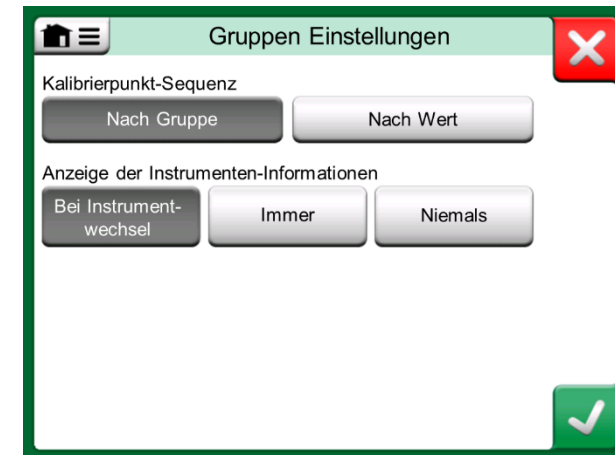 Gruppen Einstellungen
Kalibrierpunkt-Sequenz
Nach Gruppe
Nach Wert
Anzeige der Instrumenten-Informationen
Bei Instrument-
wechsel
Immer
Niemals